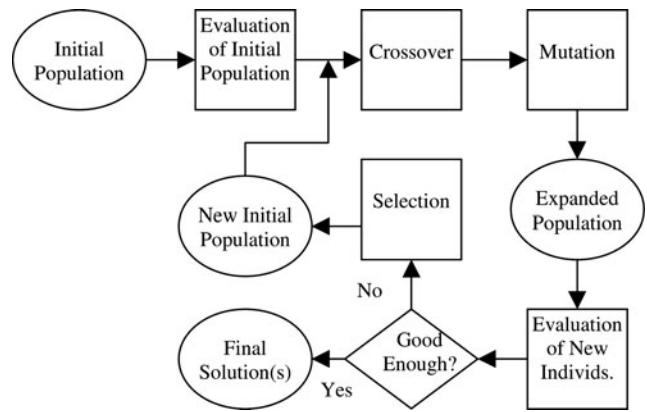 Initial
Population
Evaluation
of Initial
Population
Crossover
Mutation
New Initial
Population
Selection
Expanded
Population
No
Final
Solution(s)
Yes
Good
Enough?
Evaluation
of New
Individs.